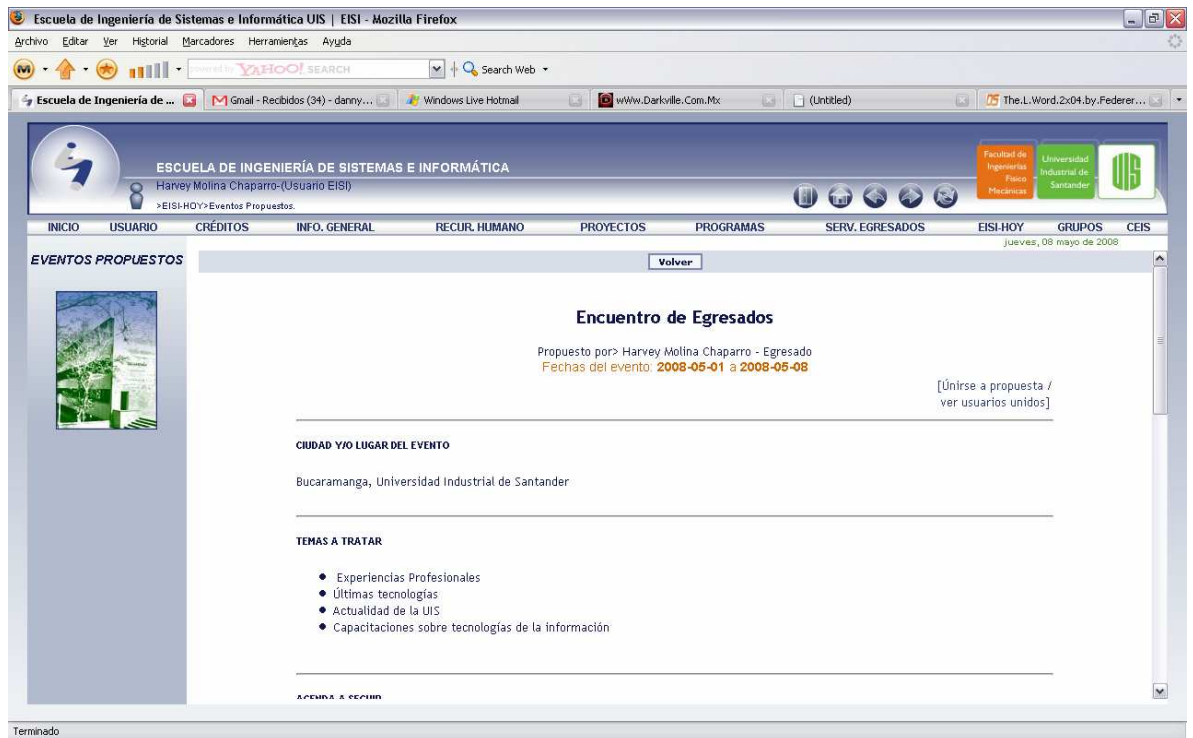 Escuela de Ingeniería de Sistemas e Informática UIS | EISI - Mozilla Firefox
Archivo Editar Ver Historial Marcadores Herramientas Ayuda
powered by YAHOO! SEARCH Search Web
Escuela de Ingeniería de ... Gmail - Recibidos (34) - danny... Windows Live Hotmail wWw.Darkville.Com.Mx (Untitled) The.L.Word.2x04.by.Federer...
ESCUELA DE INGENIERÍA DE SISTEMAS E INFORMÁTICA
Harvey Molina Chaparro-(Usuario EISI)
>EISI-HOY>Eventos Propuestos.
Facultad de
Ingenierías
Físico
Mecánicas
Universidad
Industrial de
Santander
INICIO USUARIO CRÉDITOS INFO. GENERAL RECUR. HUMANO PROYECTOS PROGRAMAS SERV. EGRESADOS EISI-HOY GRUPOS CEIS
jueves, 08 mayo de 2008
EVENTOS PROPUESTOS
Volver
Encuentro de Egresados
Propuesto por> Harvey Molina Chaparro - Egresado
Fechas del evento: 2008-05-01 a 2008-05-08
[Únirse a propuesta /
ver usuarios unidos]
CIUDAD Y/O LUGAR DEL EVENTO
Bucaramanga, Universidad Industrial de Santander
TEMAS A TRATAR
Experiencias Profesionales
Últimas tecnologías
Actualidad de la UIS
Capacitaciones sobre tecnologías de la información
AGENDA A SEGUIR
Terminado